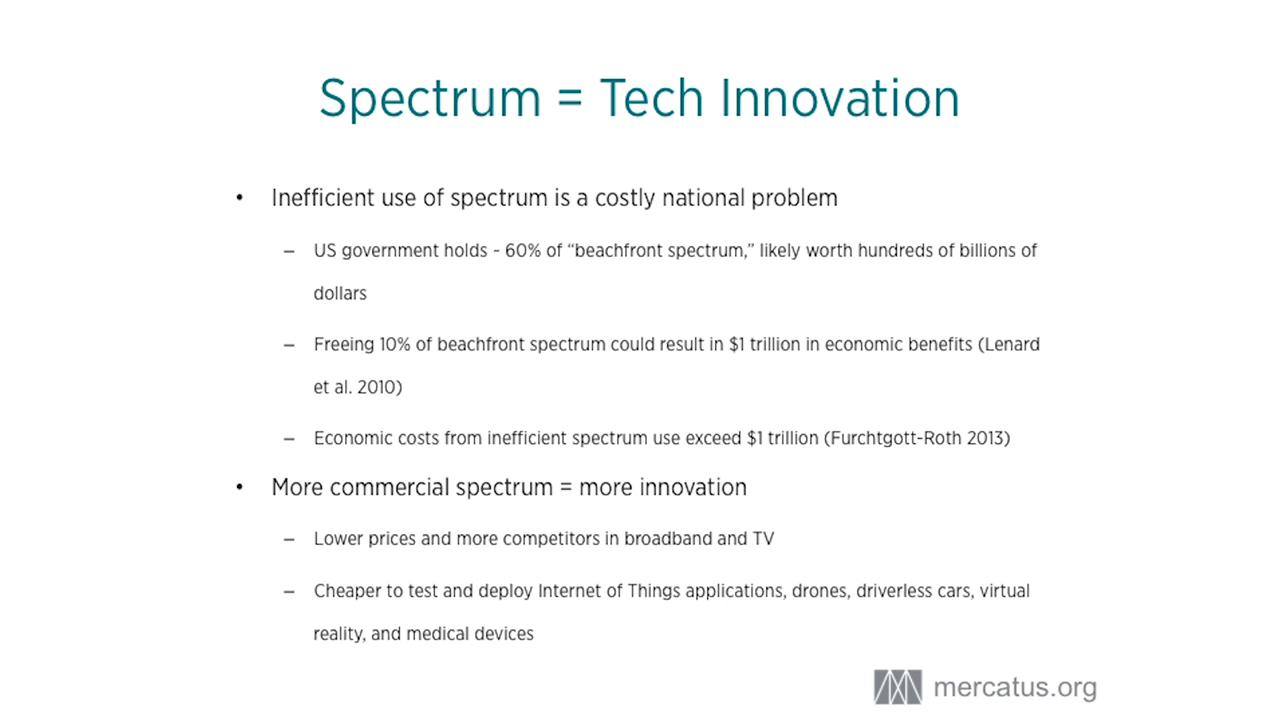 Spectrum = Tech Innovation
• Inefficient use of spectrum is a costly national problem
– US government holds ~ 60% of “beachfront spectrum,” likely worth hundreds of billions of
dollars
– Freeing 10% of beachfront spectrum could result in $1 trillion in economic benefits (Lenard
et al. 2010)
– Economic costs from inefficient spectrum use exceed $1 trillion (Furchtgott-Roth 2013)
• More commercial spectrum = more innovation
– Lower prices and more competitors in broadband and TV
– Cheaper to test and deploy Internet of Things applications, drones, driverless cars, virtual
reality, and medical devices
mercatus.org